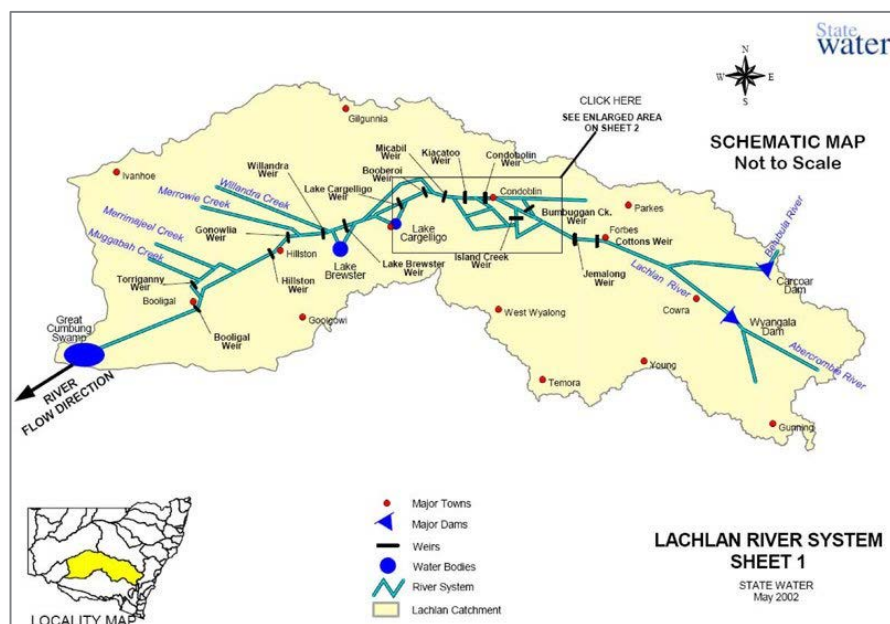 State
water
N
W
E
S
CLICK HERE
SEE ENLARGED AREA
ON SHEET 2
SCHEMATIC MAP
Not to Scale
Gilgunnia
Ivanhoe
Willandra
Weir
Willandra Creek
Merrowie Creek
Merrimajeel Creek
Muggabah Creek
Gonowlia
Weir
Lake Cargelligo
Weir
Booberoi
Weir
Micabil
Weir
Kiacatoo
Weir
Condobolin
Weir
Condoblin
Bumbuggan Ck.
Weir
Parkes
Forbes
Cottons Weir
Belubula River
Carcoar
Dam
Lake
Cargelligo
Island Creek
Weir
Jemalong
Weir
Lachlan River
Hillston
Hillston
Weir
Lake
Brewster
Lake Brewster
Weir
Torriganny
Weir
Booligal
Booligal
Weir
Great
Cumbung
Swamp
Goolgowi
West Wyalong
Cowra
Wyangala
Dam
Abercrombie River
Young
Temora
Gunning
RIVER
FLOW DIRECTION
Major Towns
Major Dams
Weirs
Water Bodies
River System
Lachlan Catchment
LACHLAN RIVER SYSTEM
SHEET 1
STATE WATER
May 2002
LOCALITY MAP